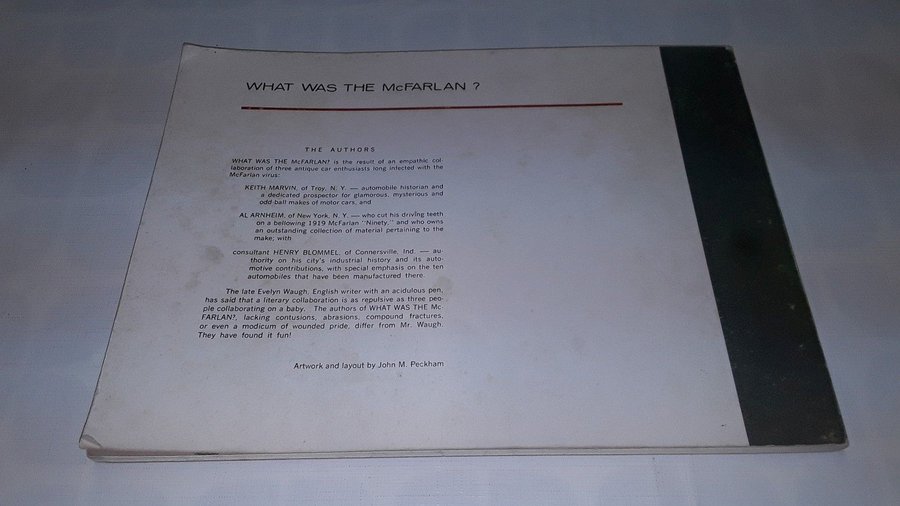 WHAT WAS THE McFARLAN ?
THE AUTHORS
WHAT WAS THE McFARLAN? is the result of an empathic col-
laboration of three antique car enthusiasts long infected with the
McFarlan virus:
KEITH MARVIN, of Troy, N. Y. — automobile historian and
a dedicated prospector for glamorous, mysterious and
odd-ball makes of motor cars, and
AL ARNHEIM, of New York, N. Y. — who cut his driving teeth
on a bellowing 1919 McFarlan "Ninety," and who owns
an outstanding collection of material pertaining to the
make; with
consultant HENRY BLOMMEL, of Connersville, Ind. — au-
thority on his city's industrial history and its auto-
motive contributions, with special emphasis on the ten
automobiles that have been manufactured there.
The late Evelyn Waugh, English writer with an acidulous pen,
has said that a literary collaboration is as repulsive as three peo-
ple collaborating on a baby. The authors of WHAT WAS THE Mc-
FARLAN?, lacking contusions, abrasions, compound fractures,
or even a modicum of wounded pride, differ from Mr. Waugh.
They have found it fun!
Artwork and layout by John M. Peckham